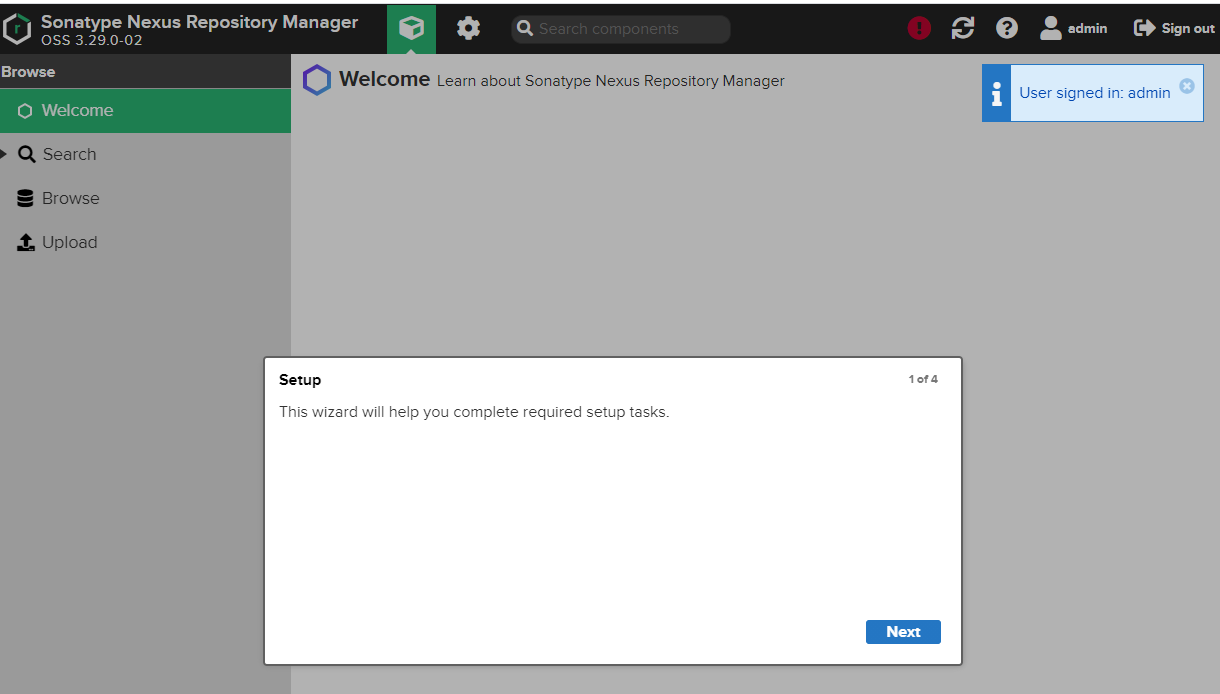 Sonatype Nexus Repository Manager
OSS 3.29.0-02
Search components
admin
Sign out
Browse
Welcome
Search
Browse
Upload
Welcome Learn about Sonatype Nexus Repository Manager
User signed in: admin
Setup
1 of 4
This wizard will help you complete required setup tasks.
Next